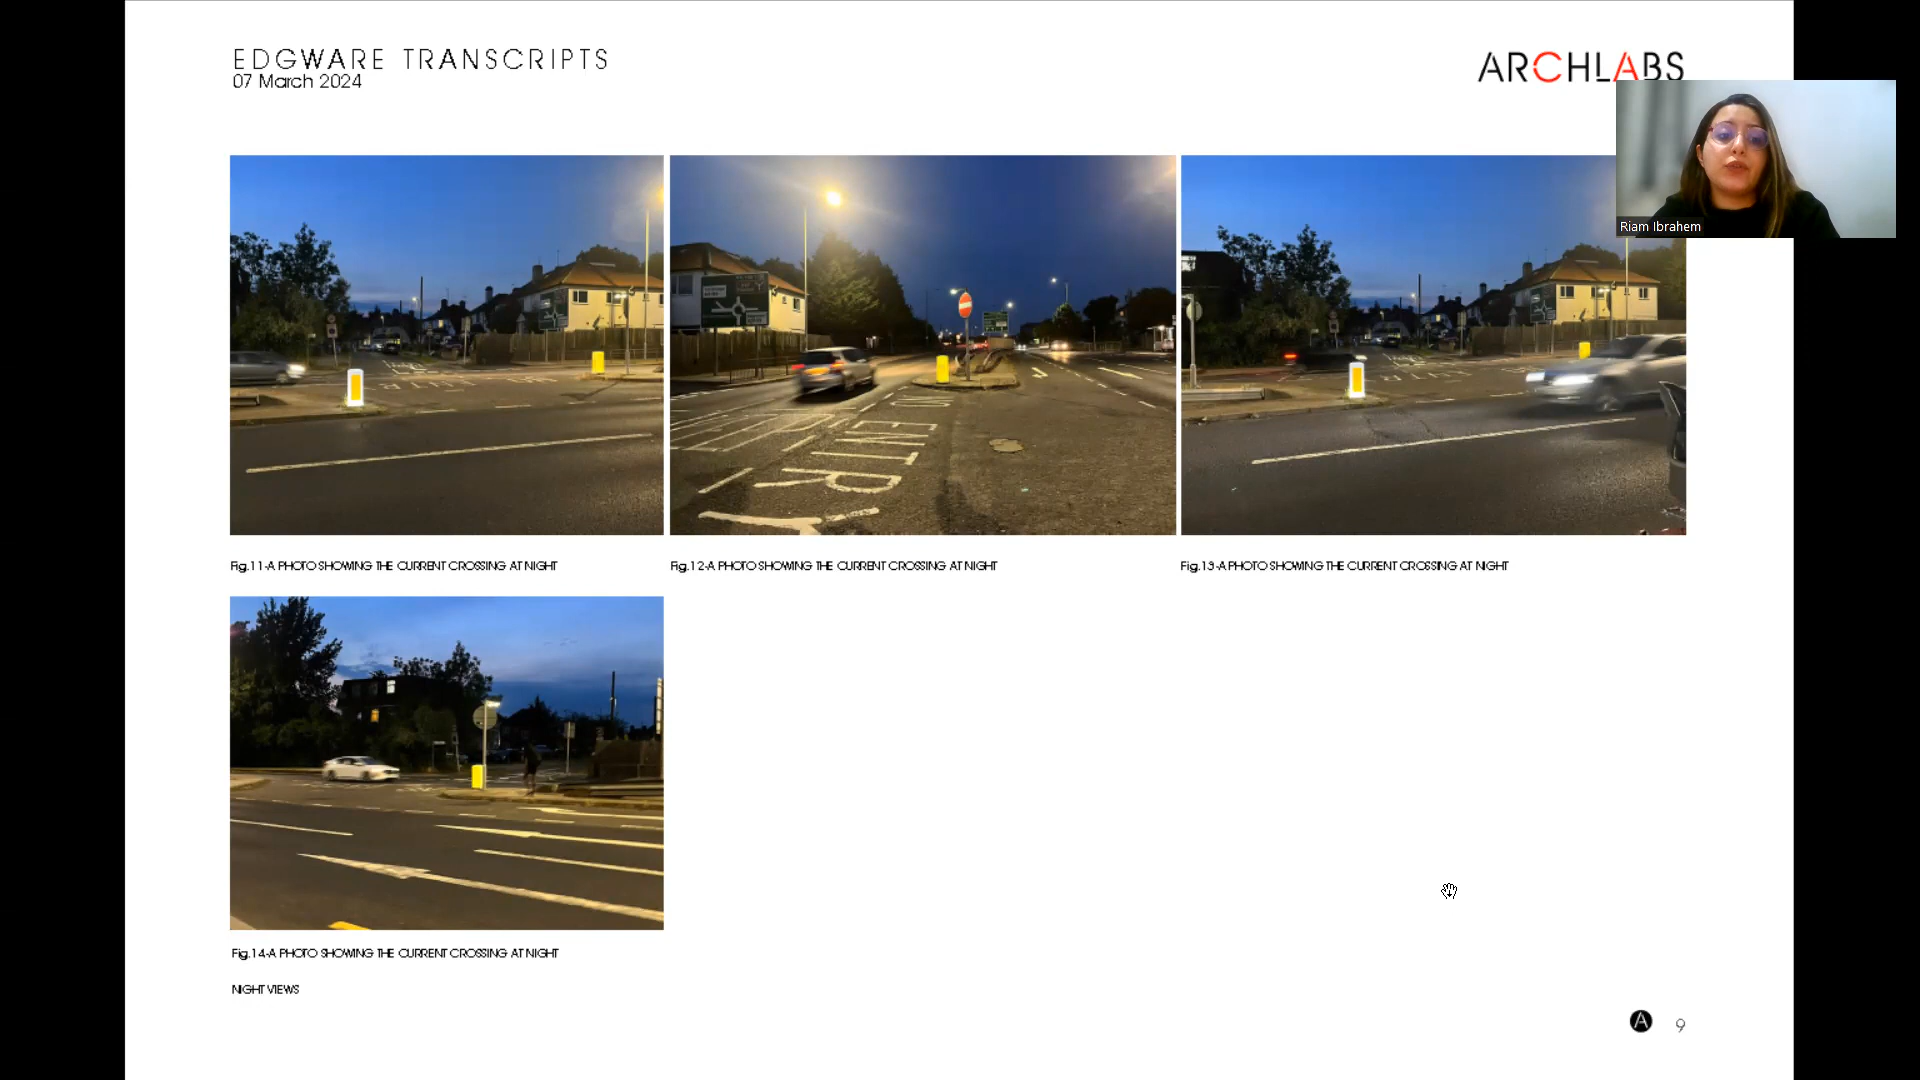 EDGWARE TRANSCRIPTS
07 March 2024
ARCHLABS
Riam Ibrahem
NO
ENTRY
Fig.11-A PHOTO SHOWING THE CURRENT CROSSING AT NIGHT
Fig.12-A PHOTO SHOWING THE CURRENT CROSSING AT NIGHT
Fig.13-A PHOTO SHOWING THE CURRENT CROSSING AT NIGHT
Fig.14-A PHOTO SHOWING THE CURRENT CROSSING AT NIGHT
NIGHT VIEWS
A
9